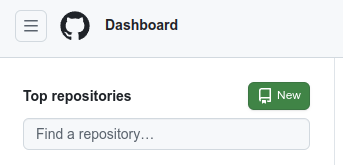 Dashboard
Top repositories
New
Find a repository…